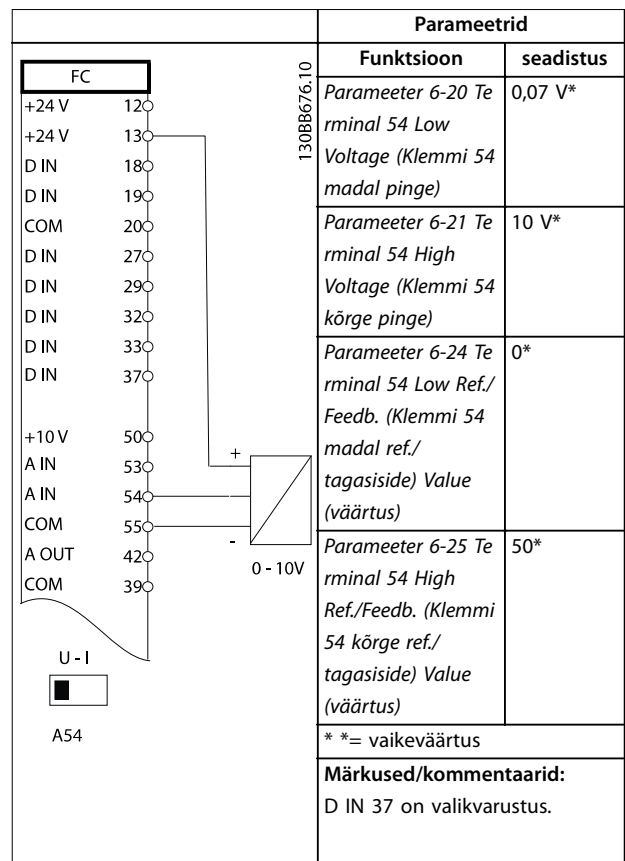 Parameetrid
FC
+24 V 12
+24 V 13
D IN 18
D IN 19
COM 20
D IN 27
D IN 29
D IN 32
D IN 33
D IN 37
+10 V 50
A IN 53
A IN 54
COM 55
A OUT 42
COM 39
U - I
A54
+
-
0 - 10V
130BB676.10
Funktsioon seadistus
Parameeter 6-20 Te 0,07 V*
rminal 54 Low
Voltage (Klemmi 54
madal pinge)
Parameeter 6-21 Te 10 V*
rminal 54 High
Voltage (Klemmi 54
kõrge pinge)
Parameeter 6-24 Te 0*
rminal 54 Low Ref./
Feedb. (Klemmi 54
madal ref./
tagasiside) Value
(väärtus)
Parameeter 6-25 Te 50*
rminal 54 High
Ref./Feedb. (Klemmi
54 kõrge ref./
tagasiside) Value
(väärtus)
* *= vaikeväärtus
Märkused/kommentaarid:
D IN 37 on valikvarustus.